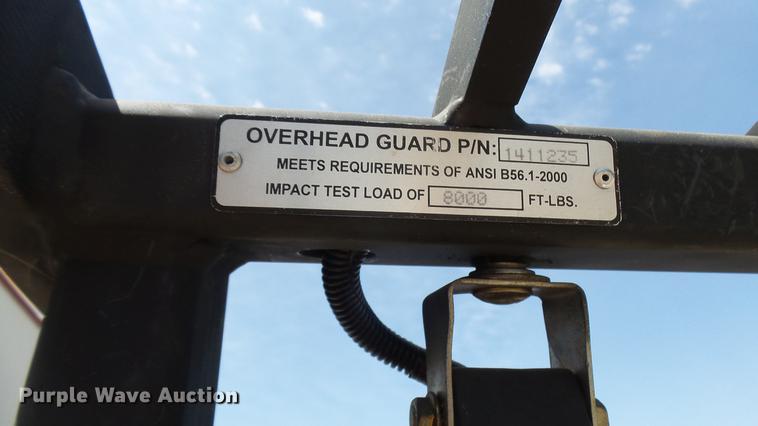 OVERHEAD GUARD P/N: 1411235
MEETS REQUIREMENTS OF ANSI B56.1-2000
IMPACT TEST LOAD OF 8000 FT-LBS.
Purple Wave Auction